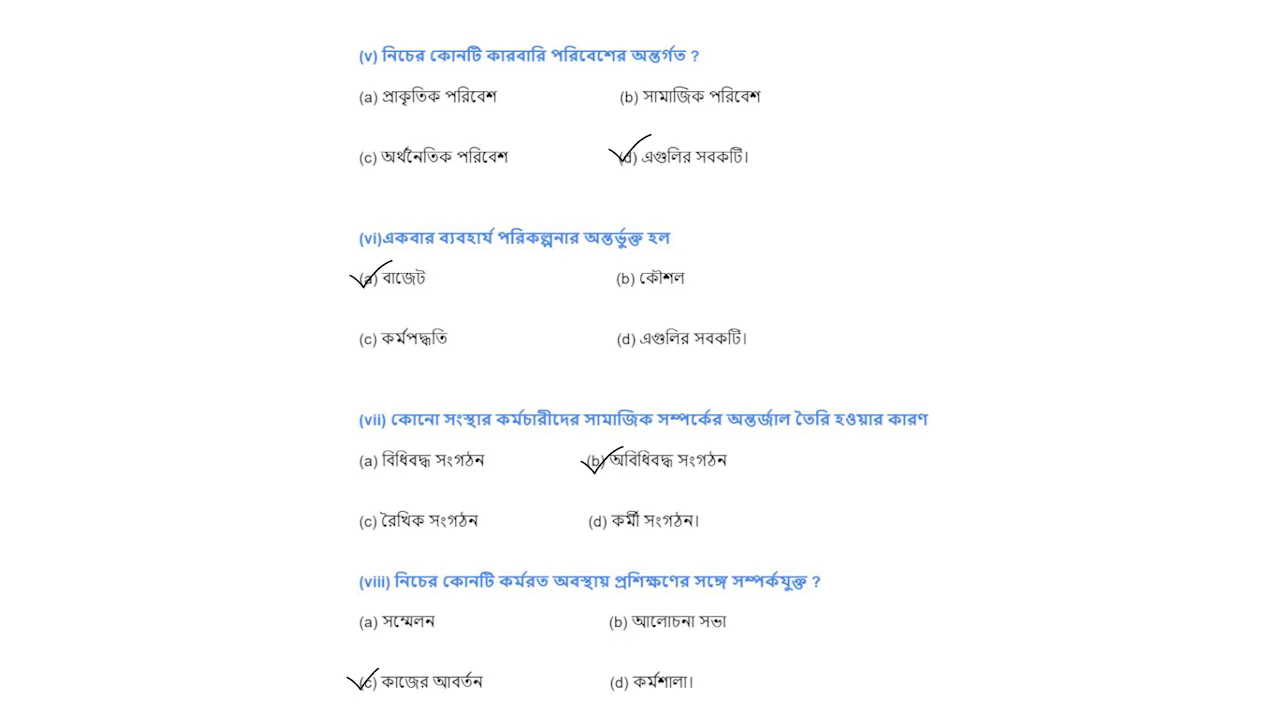 (v) নিচের কোনটি কারবারি পরিবেশের অন্তর্গত ?
(a) প্রাকৃতিক পরিবেশ (b) সামাজিক পরিবেশ
(c) অর্থনৈতিক পরিবেশ (d) এগুলির সবকটি।
(vi)একবার ব্যবহার্য পরিকল্পনার অন্তর্ভুক্ত হল
(a) বাজেট (b) কৌশল
(c) কর্মপদ্ধতি (d) এগুলির সবকটি।
(vii) কোনো সংস্থার কর্মচারীদের সামাজিক সম্পর্কের অন্তর্জাল তৈরি হওয়ার কারণ
(a) বিধিবদ্ধ সংগঠন (b) অবিধিবদ্ধ সংগঠন
(c) রৈখিক সংগঠন (d) কর্মী সংগঠন।
(viii) নিচের কোনটি কর্মরত অবস্থায় প্রশিক্ষণের সঙ্গে সম্পর্কযুক্ত ?
(a) সম্মেলন (b) আলোচনা সভা
(c) কাজের আবর্তন (d) কর্মশালা।